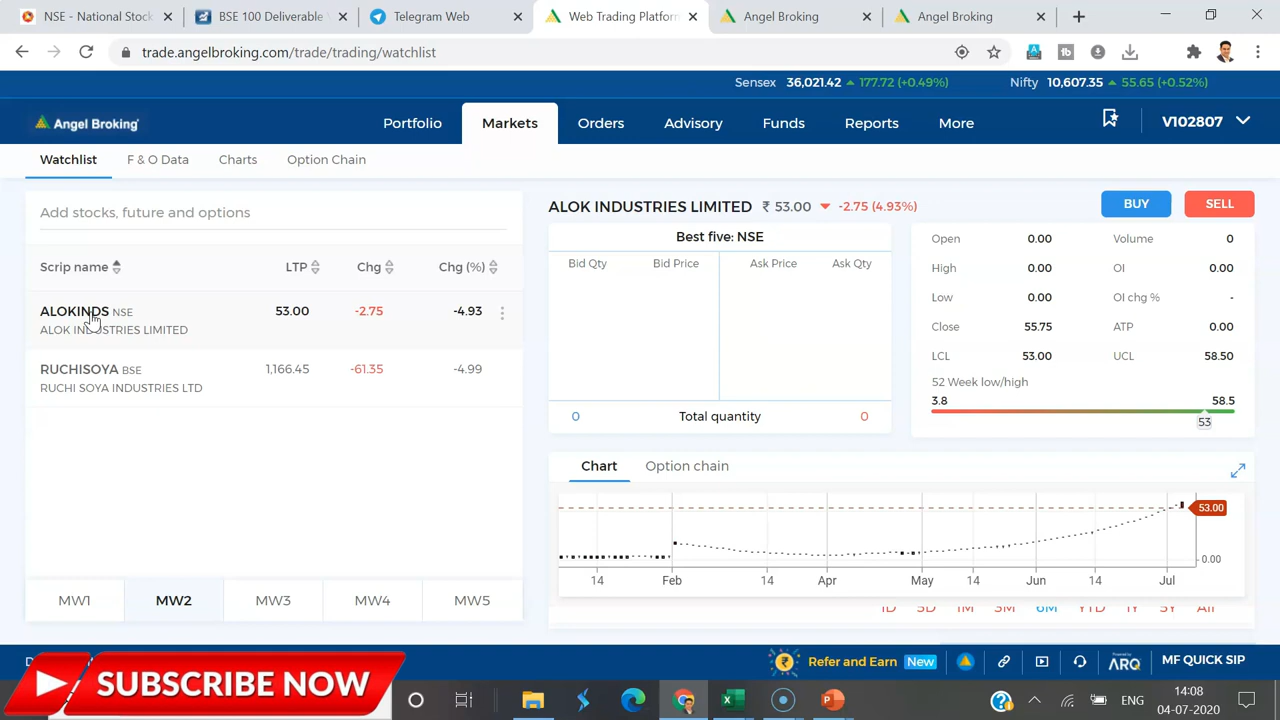 NSE - National Stock
BSE 100 Deliverable
Telegram Web
Web Trading Platform
Angel Broking
Angel Broking
trade.angelbroking.com/trade/trading/watchlist
Sensex 36,021.42 177.72 (+0.49%) Nifty 10,607.35 55.65 (+0.52%)
Angel Broking
Portfolio Markets Orders Advisory Funds Reports More V102807
Watchlist F & O Data Charts Option Chain
Add stocks, future and options
Scrip name LTP Chg Chg (%)
ALOKINDS NSE 53.00 -2.75 -4.93
ALOK INDUSTRIES LIMITED
RUCHISOYA BSE 1,166.45 -61.35 -4.99
RUCHI SOYA INDUSTRIES LTD
MW1 MW2 MW3 MW4 MW5
ALOK INDUSTRIES LIMITED ₹ 53.00 -2.75 (4.93%)
BUY SELL
Best five: NSE
Bid Qty Bid Price Ask Price Ask Qty
0 Total quantity 0
Open 0.00 Volume 0
High 0.00 OI 0.00
Low 0.00 OI chg % -
Close 55.75 ATP 0.00
LCL 53.00 UCL 58.50
52 Week low/high
3.8 58.5
53
Chart Option chain
53.00
0.00
14 Feb 14 Apr May 14 Jun 14 Jul
1D 5D 1M 3M 6M YTD 1Y 5Y All
Refer and Earn New
Powered by
ARQ
MF QUICK SIP
SUBSCRIBE NOW
ENG
14:08
04-07-2020